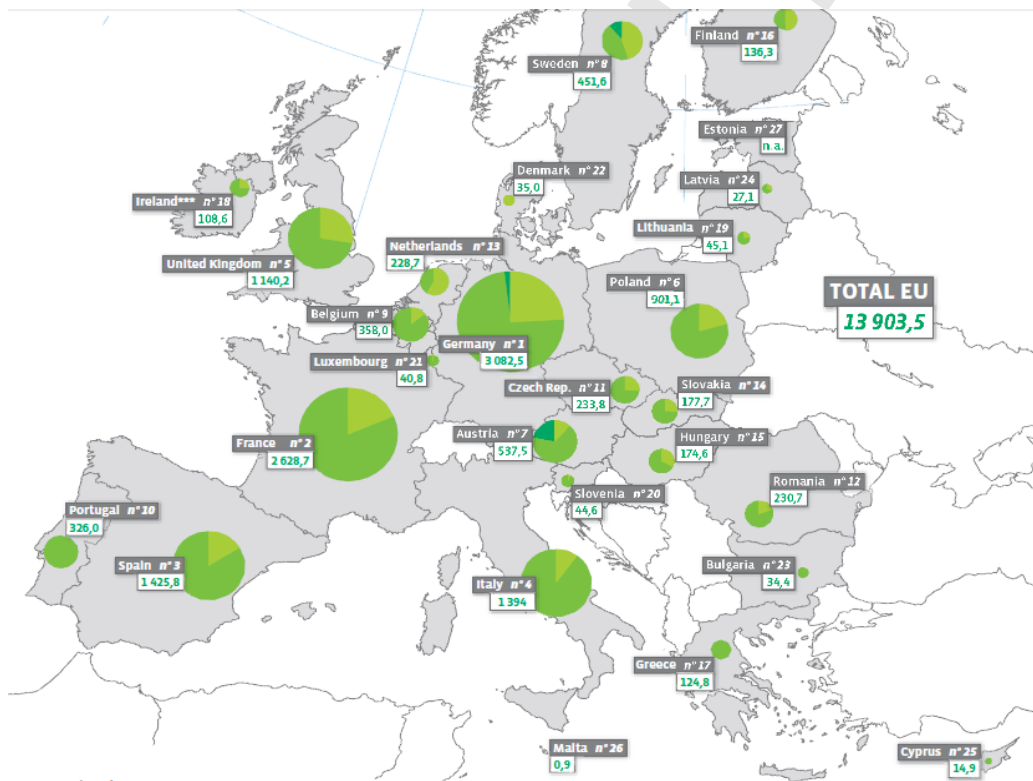 Finland n°16
136,3
Sweden n°8
451,6
Estonia n°27
n.a.
Denmark n°22
35,0
Latvia n°24
27,1
Ireland*** n°18
108,6
Lithuania n°19
45,1
Netherlands n°13
228,7
United Kingdom n°5
1 140,2
Poland n°6
901,1
TOTAL EU
13 903,5
Belgium n°9
358,0
Germany n°1
3 082,5
Luxembourg n°21
40,8
Czech Rep. n°11
233,8
Slovakia n°14
177,7
France n°2
2 628,7
Austria n°7
537,5
Hungary n°15
174,6
Slovenia n°20
44,6
Romania n°12
230,7
Portugal n°10
326,0
Spain n°3
1 425,8
Bulgaria n°23
34,4
Italy n°4
1 394
Greece n°17
124,8
Malta n°26
0,9
Cyprus n°25
14,9